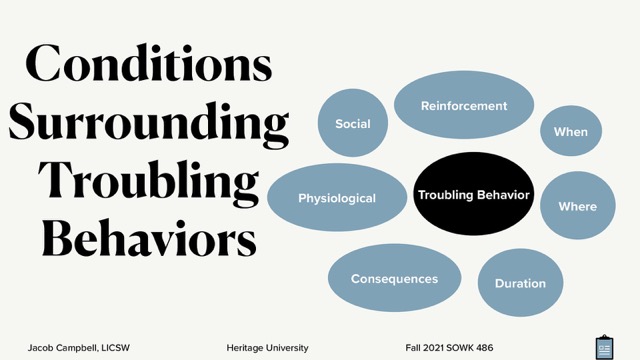 Conditions
Surrounding
Troubling
Behaviors
Reinforcement
Social
When
Physiological
Troubling Behavior
Where
Consequences
Duration
Jacob Campbell, LICSW
Heritage University
Fall 2021 SOWK 486